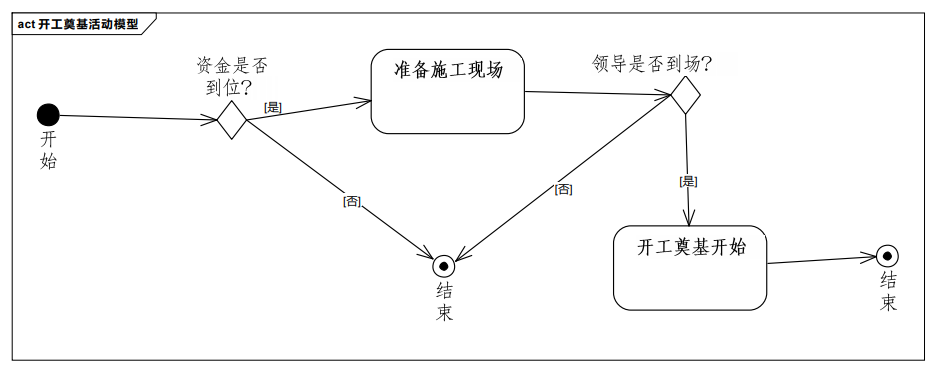 act 开工奠基活动模型
资金是否
到位?
准备施工现场
领导是否到场?
[是]
开
始
[否]
[否]
[是]
开工奠基开始
结
束
结
束